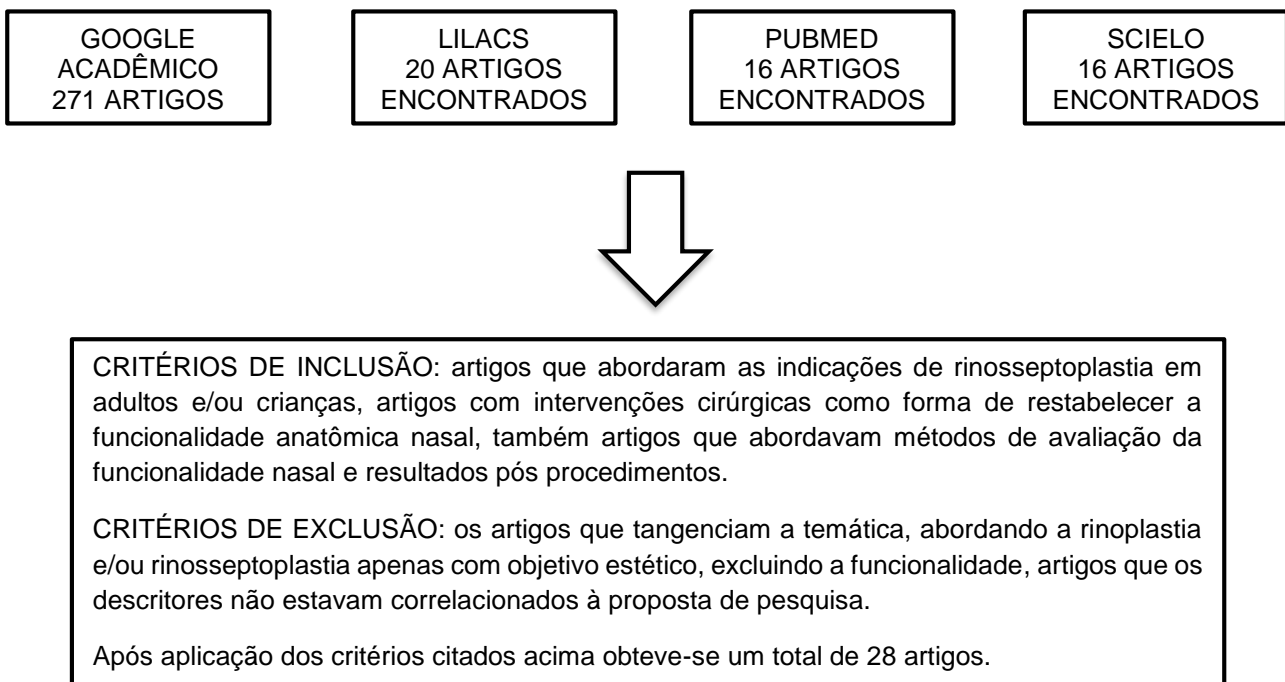 GOOGLE
ACADÊMICO
271 ARTIGOS
LILACS
20 ARTIGOS
ENCONTRADOS
PUBMED
16 ARTIGOS
ENCONTRADOS
SCIELO
16 ARTIGOS
ENCONTRADOS
CRITÉRIOS DE INCLUSÃO: artigos que abordaram as indicações de rinosseptoplastia em
adultos e/ou crianças, artigos com intervenções cirúrgicas como forma de restabelecer a
funcionalidade anatômica nasal, também artigos que abordavam métodos de avaliação da
funcionalidade nasal e resultados pós procedimentos.
CRITÉRIOS DE EXCLUSÃO: os artigos que tangenciam a temática, abordando a rinoplastia
e/ou rinosseptoplastia apenas com objetivo estético, excluindo a funcionalidade, artigos que os
descritores não estavam correlacionados à proposta de pesquisa.
Após aplicação dos critérios citados acima obteve-se um total de 28 artigos.